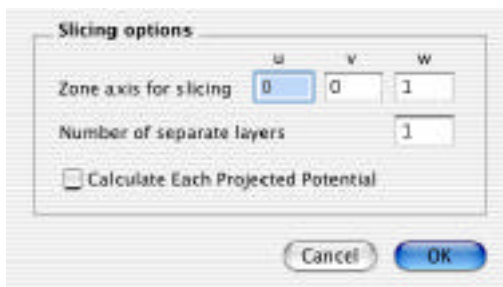 Slicing options
u v w
Zone axis for slicing 0 0 1
Number of separate layers 1
Calculate Each Projected Potential
Cancel OK